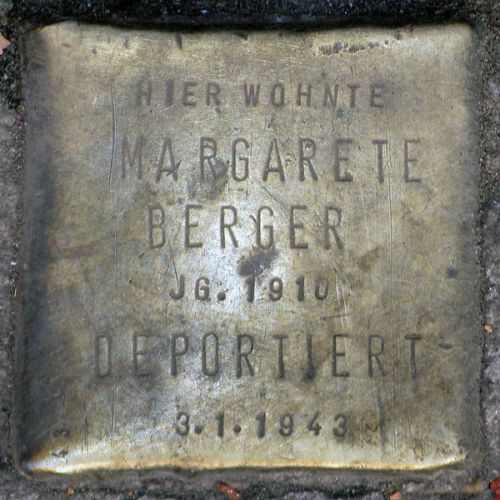 HIER WOHNTE
MARGARETE
BERGER
JG. 1910
DEPORTIERT
3.1.1943